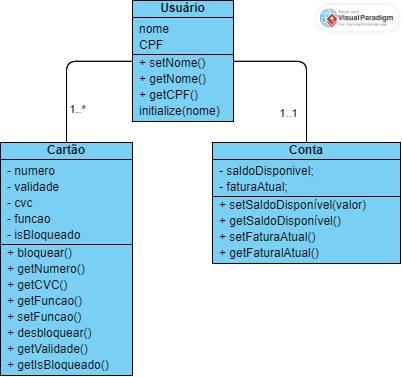 Usuário
nome
CPF
+ setNome()
+ getNome()
+ getCPF()
initialize(nome)
Made with
Visual Paradigm
For non-commercial use
1..*
1..1
Cartão
- numero
- validade
- cvc
- funcao
- isBloqueado
+ bloquear()
+ getNumero()
+ getCVC()
+ getFuncao()
+ setFuncao()
+ desbloquear()
+ getValidade()
+ getIsBloqueado()
Conta
- saldoDisponivel;
- faturaAtual;
+ setSaldoDisponível(valor)
+ getSaldoDisponível()
+ setFaturaAtual()
+ getFaturalAtual()